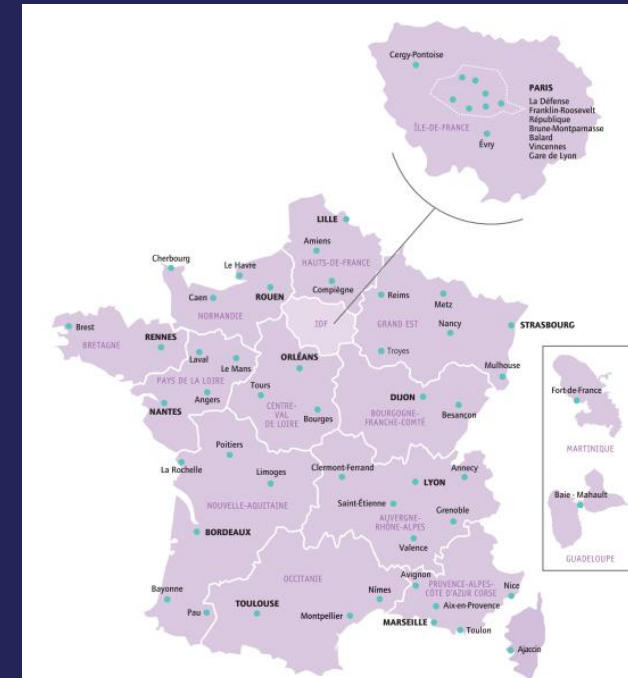 Cergy-Pontoise
PARIS
La Défense
Franklin-Roosevelt
République
Brune-Montparnasse
Balard
Vincennes
Gare de Lyon
ÎLE-DE-FRANCE
Évry
LILLE
Amiens
HAUTS-DE-FRANCE
Cherbourg
Le Havre
Compiègne
Caen
ROUEN
Reims
Metz
NORMANDIE
IDF
GRAND EST
Nancy
STRASBOURG
Brest
RENNES
BRETAGNE
Laval
Le Mans
ORLÉANS
Troyes
Mulhouse
PAYS DE LA LOIRE
Tours
Angers
NANTES
CENTRE-
VAL
DE LOIRE
Bourges
DIJON
BOURGOGNE-
FRANCHE-COMTÉ
Besançon
Fort-de-France
MARTINIQUE
Poitiers
La Rochelle
Limoges
Clermont-Ferrand
Annecy
LYON
NOUVELLE-AQUITAINE
Saint-Étienne
Grenoble
AUVERGNE-
RHÔNE-ALPES
Valence
Baie - Mahault
GUADELOUPE
BORDEAUX
OCCITANIE
Avignon
PROVENCE-ALPES-
CÔTE D'AZUR CORSE
Nice
Bayonne
Pau
TOULOUSE
Nîmes
Montpellier
Aix-en-Provence
MARSEILLE
Toulon
Ajaccio